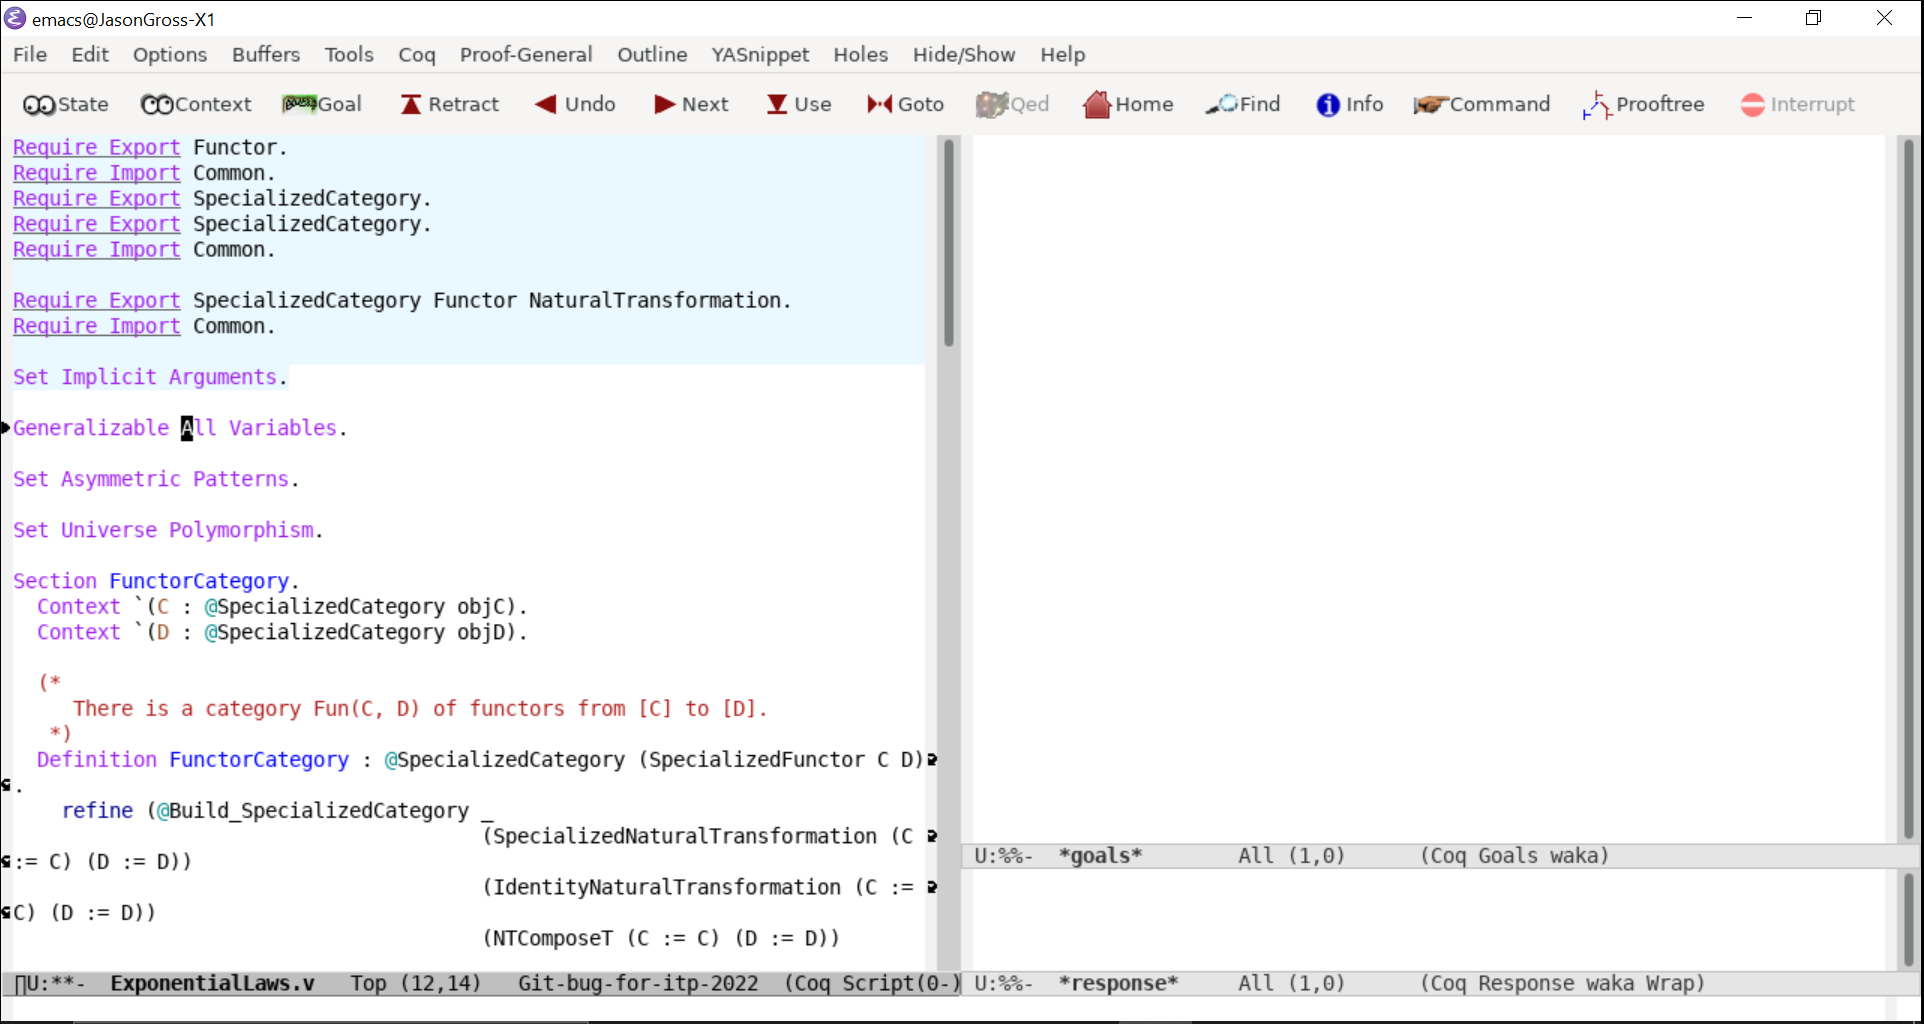 emacs@JasonGross-X1
File Edit Options Buffers Tools Coq Proof-General Outline YASnippet Holes Hide/Show Help
State Context Goal Retract Undo Next Use Goto Qed Home Find Info Command Prooftree Interrupt
Require Export Functor.
Require Import Common.
Require Export SpecializedCategory.
Require Export SpecializedCategory.
Require Import Common.
Require Export SpecializedCategory Functor NaturalTransformation.
Require Import Common.
Set Implicit Arguments.
Generalizable All Variables.
Set Asymmetric Patterns.
Set Universe Polymorphism.
Section FunctorCategory.
Context `(C : @SpecializedCategory objC).
Context `(D : @SpecializedCategory objD).
(*
There is a category Fun(C, D) of functors from [C] to [D].
*)
Definition FunctorCategory : @SpecializedCategory (SpecializedFunctor C D)
.
refine (@Build_SpecializedCategory _
(SpecializedNaturalTransformation (C
:= C) (D := D))
(IdentityNaturalTransformation (C :=
C) (D := D))
(NTComposeT (C := C) (D := D))
U:**- ExponentialLaws.v Top (12,14) Git-bug-for-itp-2022 (Coq Script(0-)
U:%%- *goals* All (1,0) (Coq Goals waka)
U:%%- *response* All (1,0) (Coq Response waka Wrap)